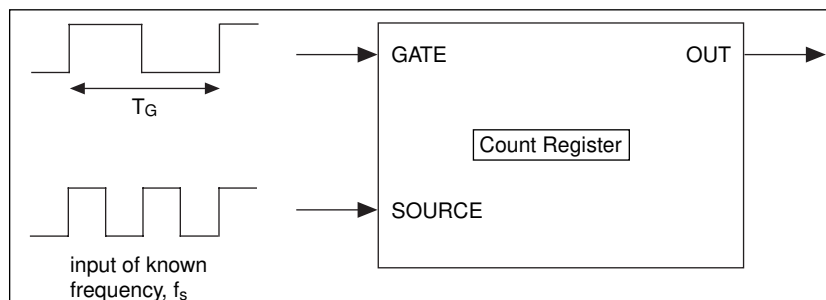 GATE
OUT
T_G
Count Register
SOURCE
input of known
frequency, f_s